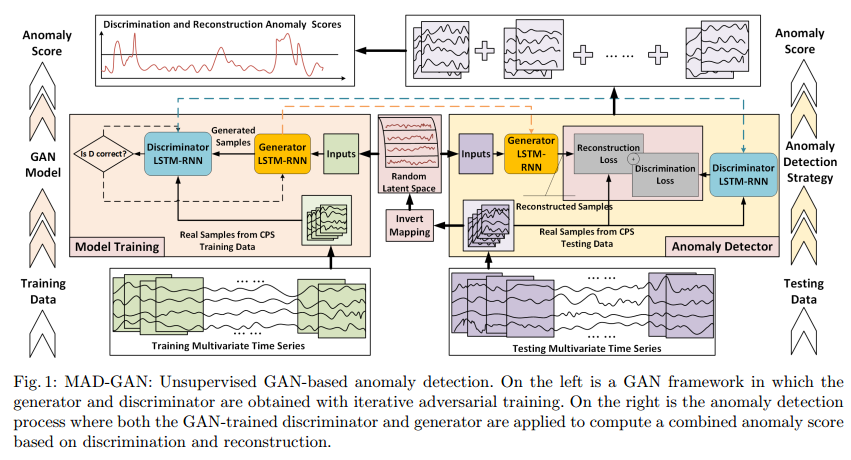 Discrimination and Reconstruction Anomaly Scores
Anomaly
Score
GAN
Model
Training
Data
Anomaly
Score
Anomaly
Detection
Strategy
Testing
Data
... ...
Is D correct?
Discriminator
LSTM-RNN
Generated
Samples
Generator
LSTM-RNN
Inputs
Real Samples from CPS
Training Data
Model Training
Random
Latent Space
Invert
Mapping
Inputs
Generator
LSTM-
RNN
Reconstruction
Loss
Discrimination
Loss
Discriminator
LSTM-RNN
Reconstructed Samples
Real Samples from CPS
Testing Data
Anomaly Detector
... ...
... ...
Training Multivariate Time Series
... ...
... ...
Testing Multivariate Time Series
Fig. 1: MAD-GAN: Unsupervised GAN-based anomaly detection. On the left is a GAN framework in which the
generator and discriminator are obtained with iterative adversarial training. On the right is the anomaly detection
process where both the GAN-trained discriminator and generator are applied to compute a combined anomaly score
based on discrimination and reconstruction.